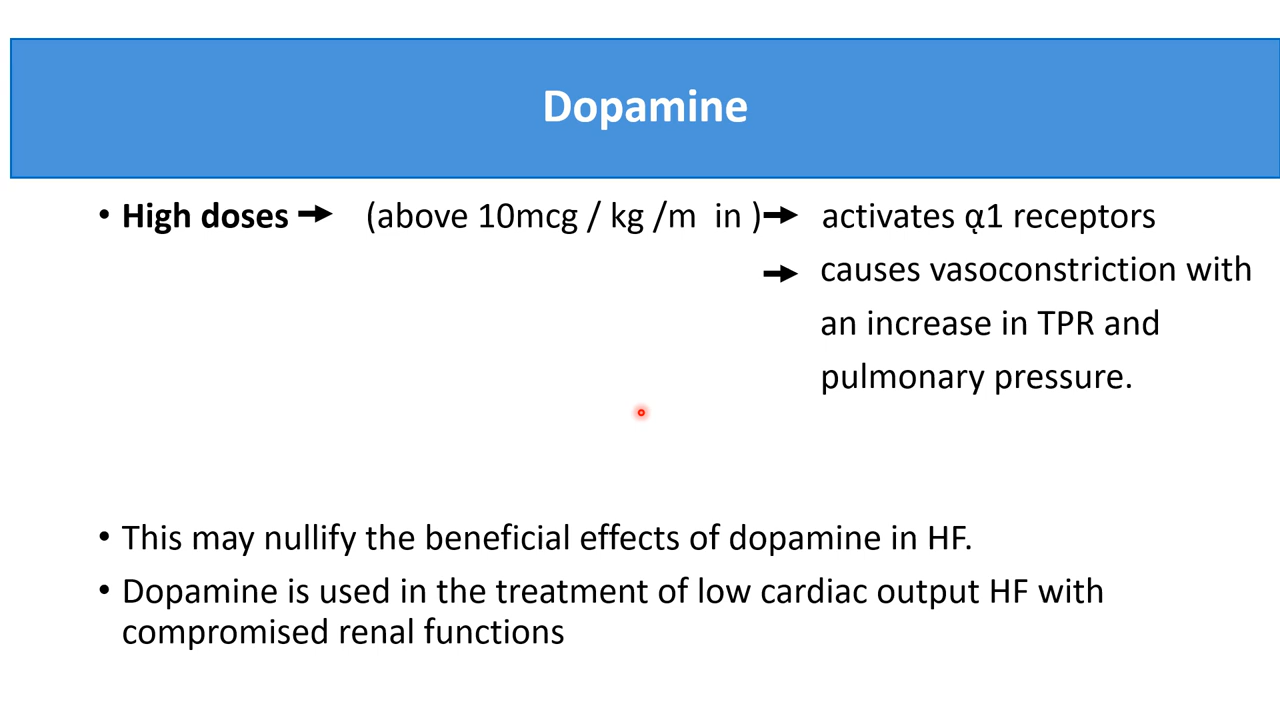 Dopamine
• High doses → (above 10mcg / kg /m in )→ activates ᾳ1 receptors
→ causes vasoconstriction with
an increase in TPR and
pulmonary pressure.
• This may nullify the beneficial effects of dopamine in HF.
• Dopamine is used in the treatment of low cardiac output HF with
compromised renal functions